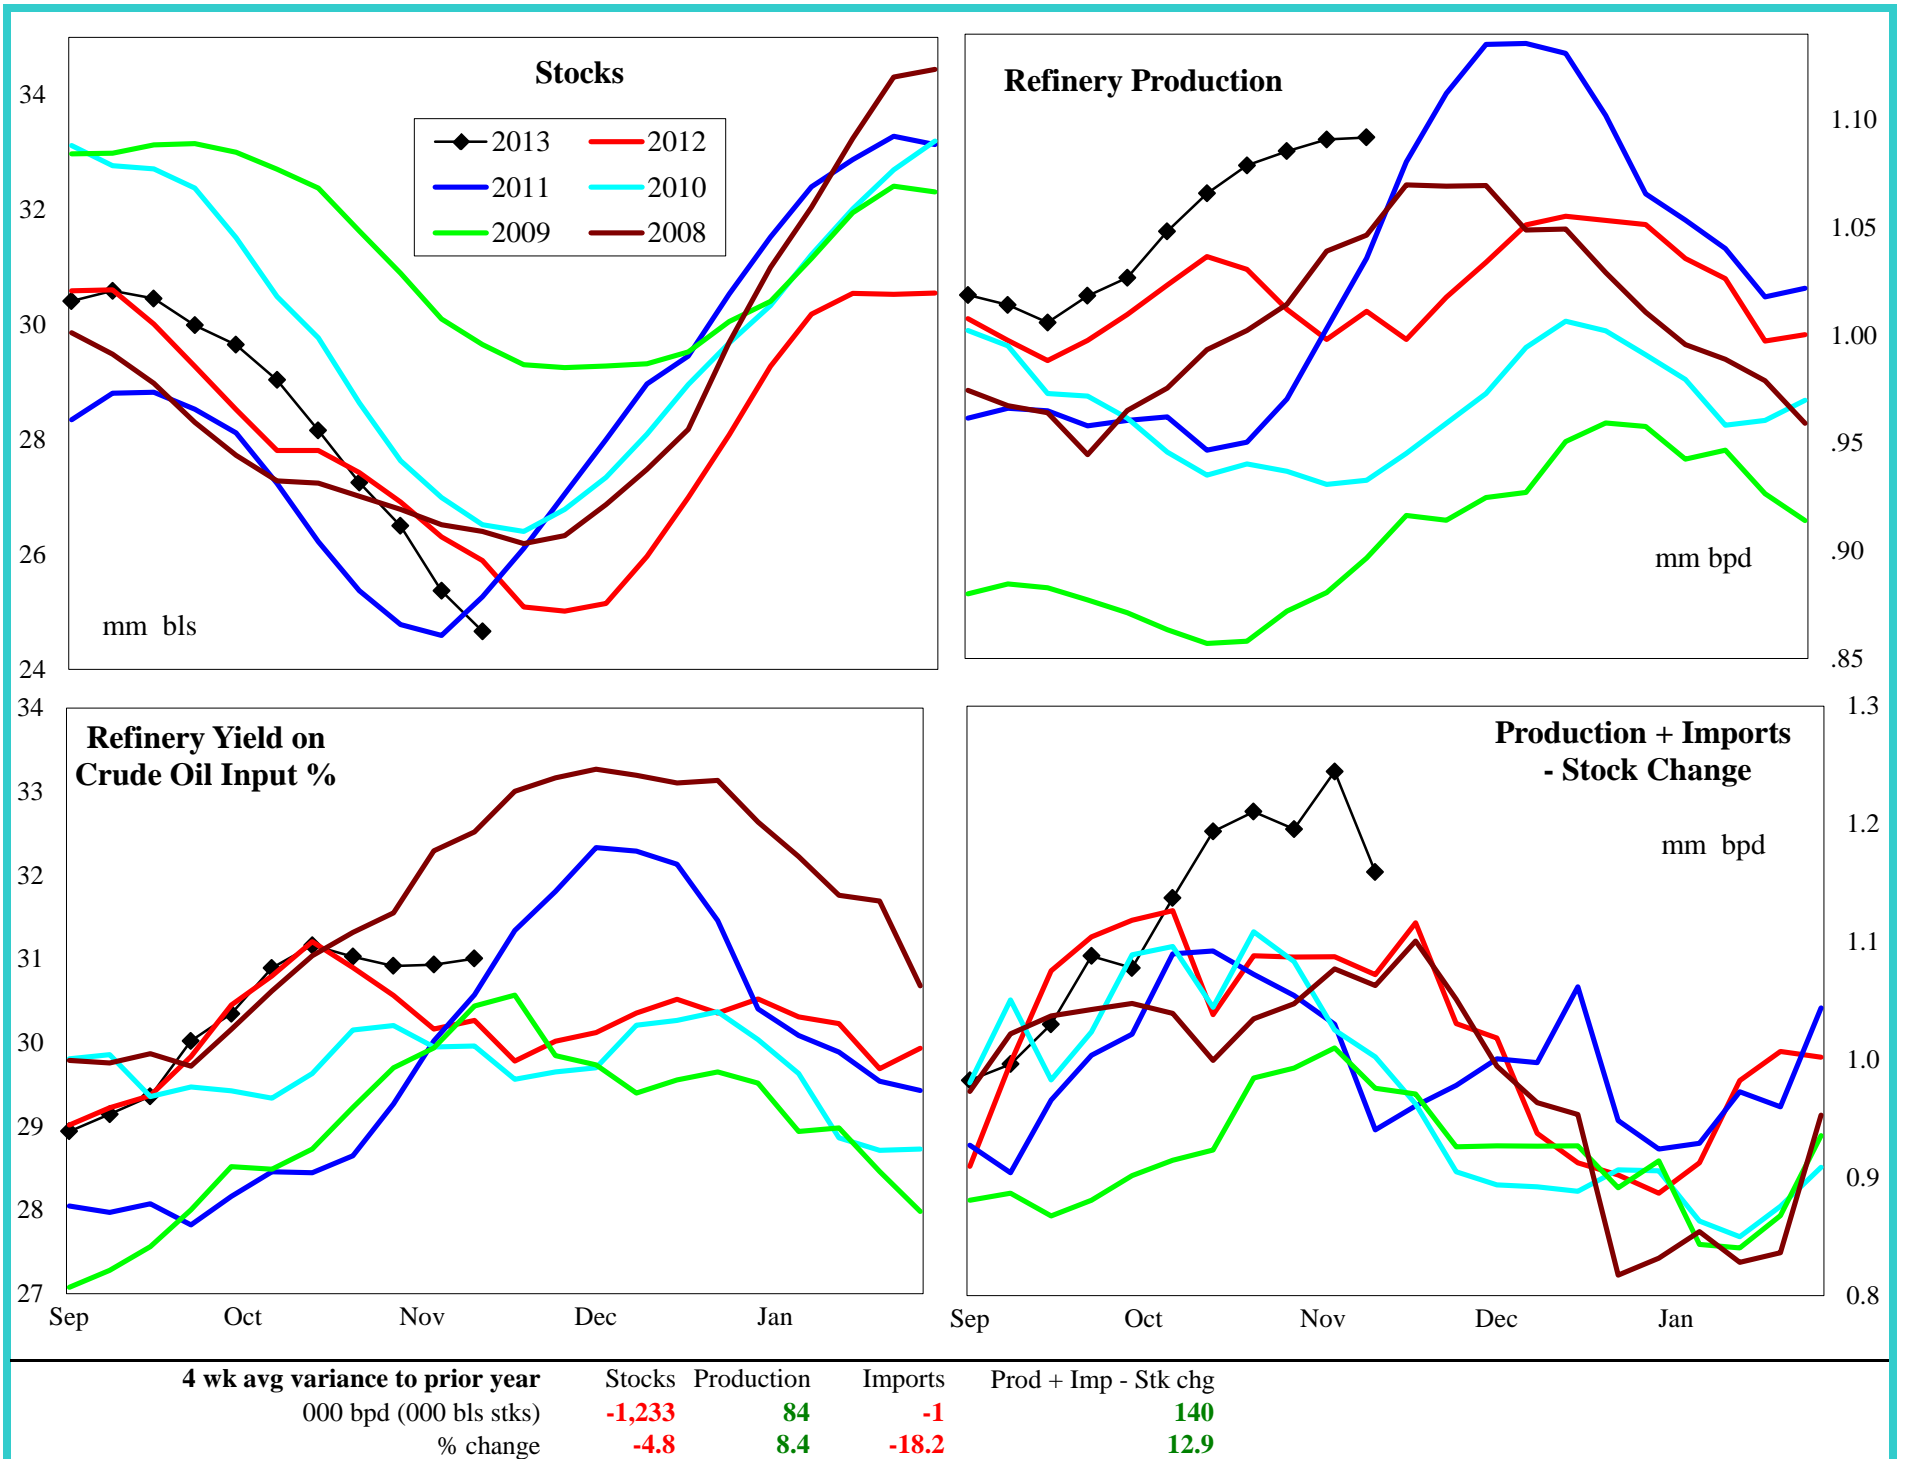 Stocks
34
32
30
28
26
24
2013 2012
2011 2010
2009 2008
mm bls
Refinery Production
1.10
1.05
1.00
.95
.90
.85
mm bpd
Refinery Yield on
Crude Oil Input %
34
33
32
31
30
29
28
27
Sep Oct Nov Dec Jan
Production + Imports
- Stock Change
mm bpd
1.3
1.2
1.1
1.0
0.9
0.8
Sep Oct Nov Dec Jan
4 wk avg variance to prior year Stocks Production Imports Prod + Imp - Stk chg
000 bpd (000 bls stks) -1,233 84 -1 140
% change -4.8 8.4 -18.2 12.9